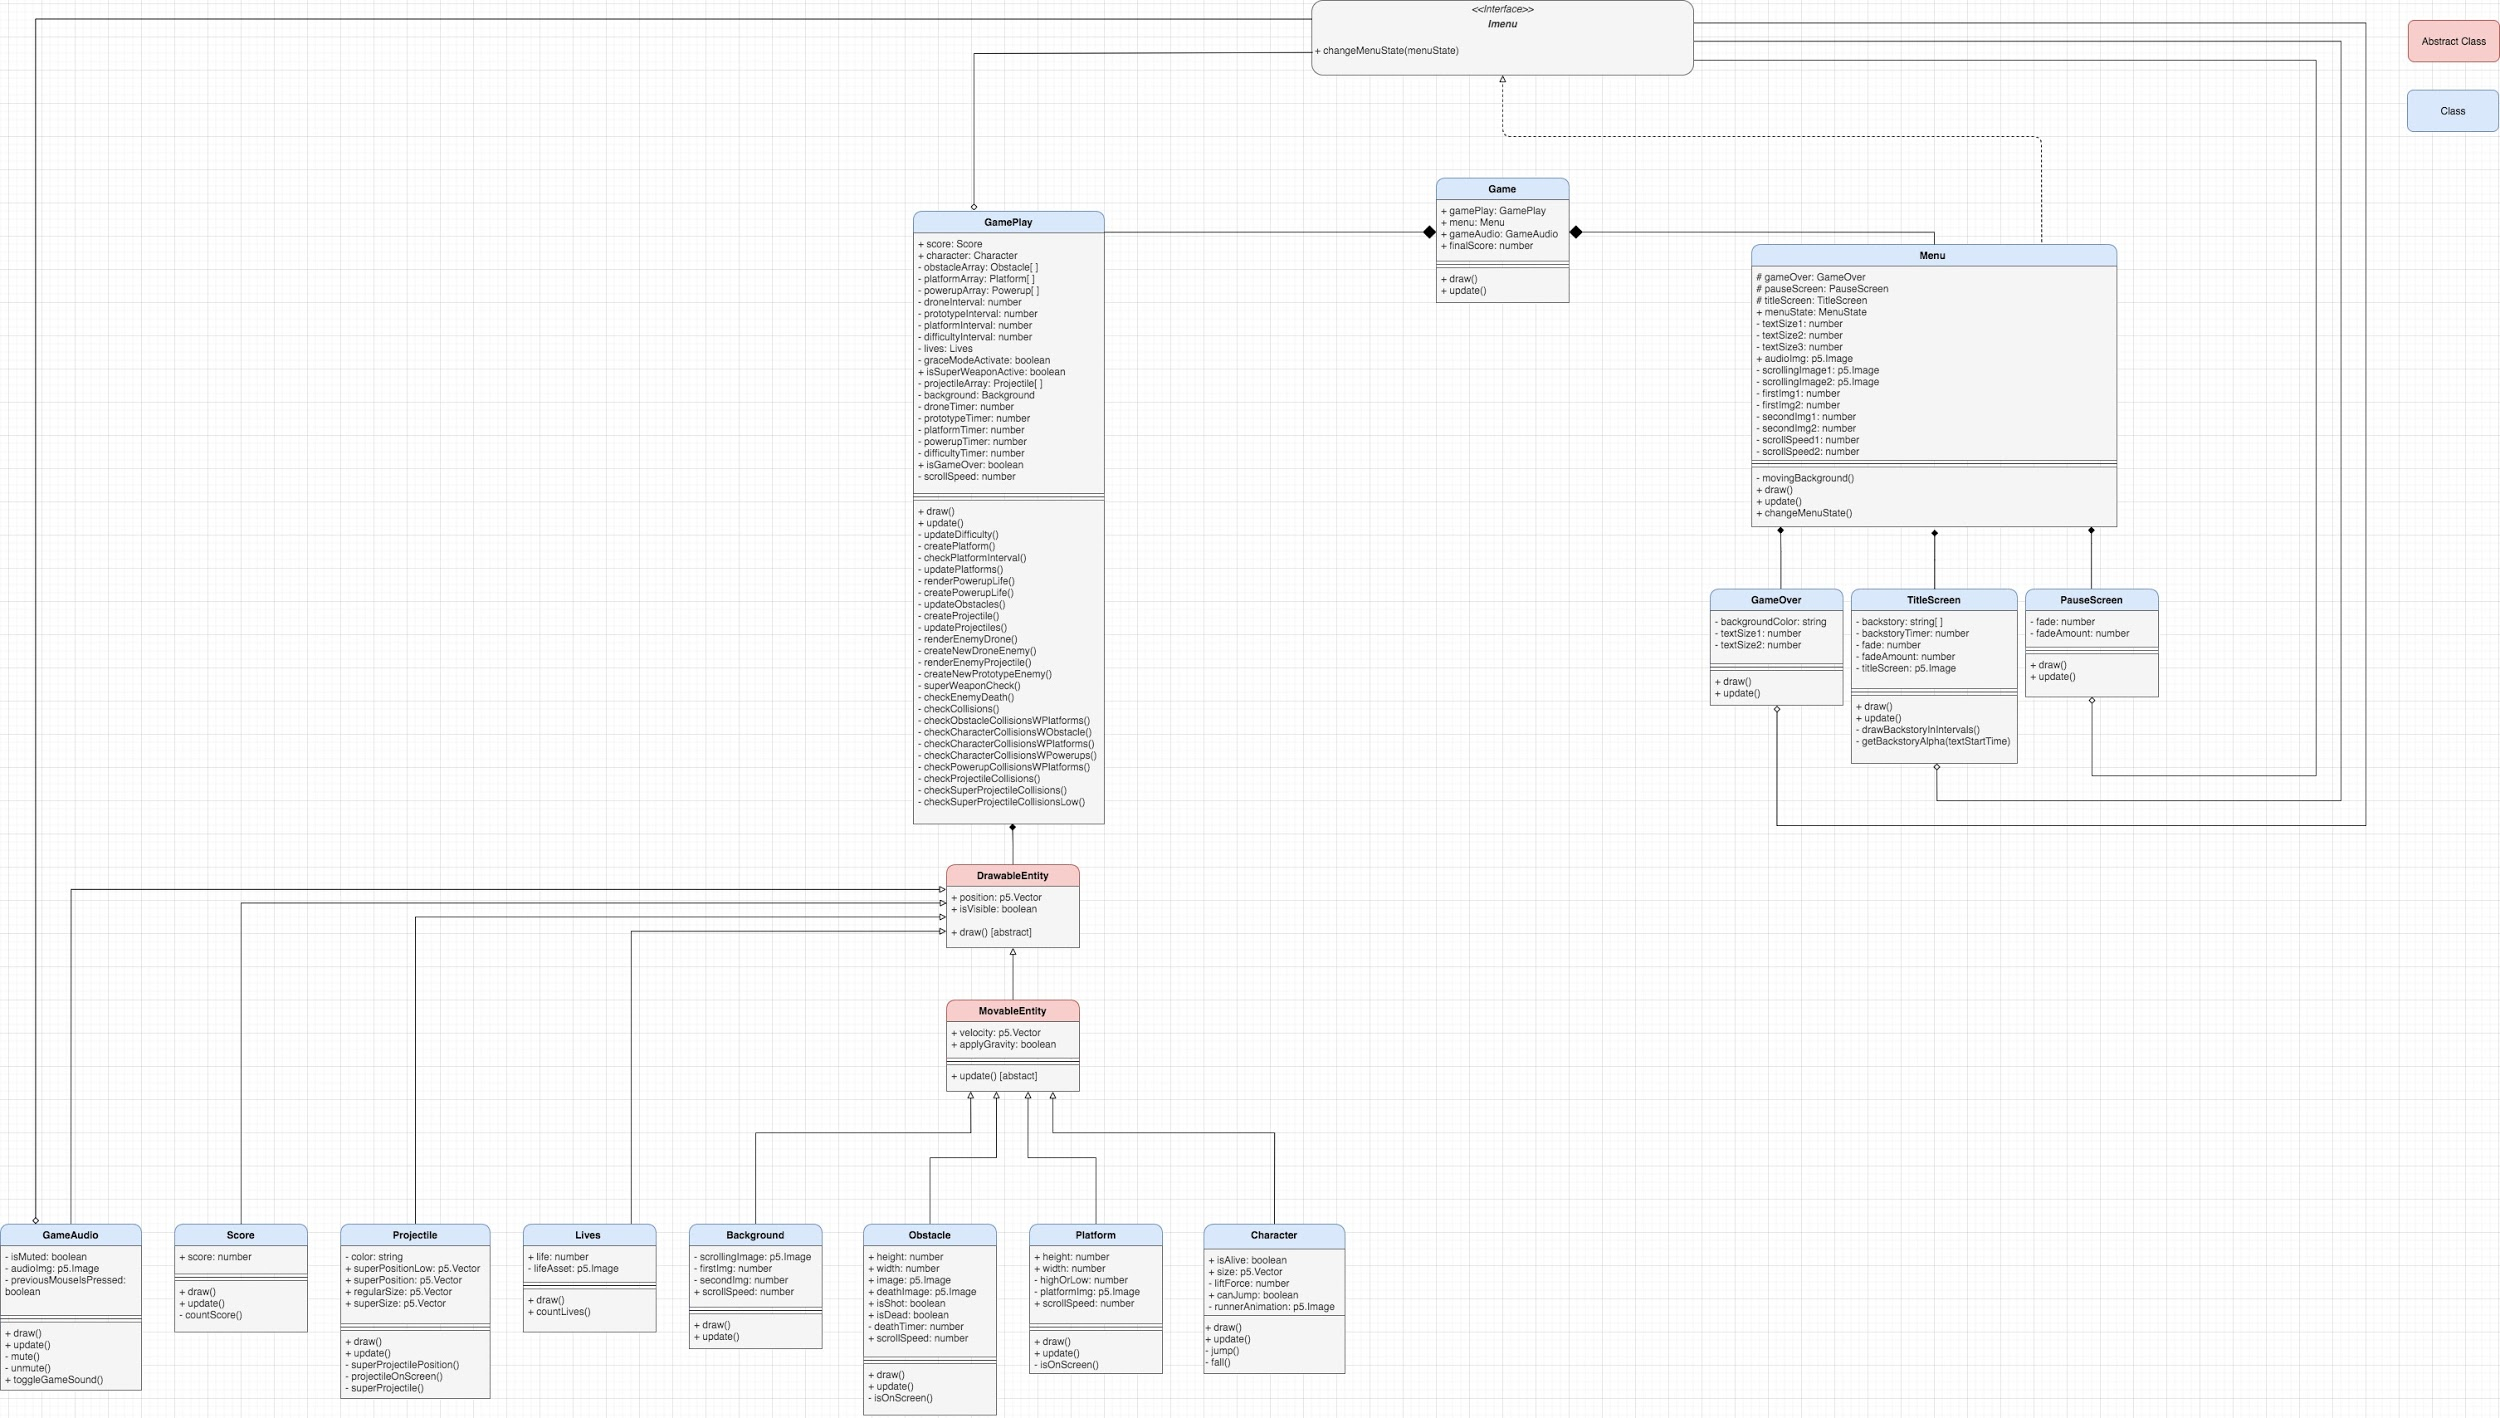 <<Interface>>
Imenu
+ changeMenuState(menuState)
Abstract Class
Class
Game
+ gamePlay: GamePlay
+ menu: Menu
+ gameAudio: GameAudio
+ finalScore: number
+ draw()
+ update()
GamePlay
+ score: Score
+ character: Character
- obstacleArray: Obstacle[ ]
- platformArray: Platform[ ]
- powerupArray: Powerup[ ]
- droneInterval: number
- prototypeInterval: number
- platformInterval: number
- difficultyInterval: number
- lives: Lives
- graceModeActivate: boolean
+ isSuperWeaponActive: boolean
- projectileArray: Projectile[ ]
- background: Background
- droneTimer: number
- prototypeTimer: number
- platformTimer: number
- powerupTimer: number
- difficultyTimer: number
+ isGameOver: boolean
- scrollSpeed: number
+ draw()
+ update()
- updateDifficulty()
- createPlatform()
- checkPlatformInterval()
- updatePlatforms()
- renderPowerupLife()
- createPowerupLife()
- updateObstacles()
- createProjectile()
- updateProjectiles()
- renderEnemyDrone()
- createNewDroneEnemy()
- renderEnemyProjectile()
- createNewPrototypeEnemy()
- superWeaponCheck()
- checkEnemyDeath()
- checkCollisions()
- checkObstacleCollisionsWPlatforms()
- checkCharacterCollisionsWObstacle()
- checkCharacterCollisionsWPlatforms()
- checkCharacterCollisionsWPowerups()
- checkPowerupCollisionsWPlatforms()
- checkProjectileCollisions()
- checkSuperProjectileCollisions()
- checkSuperProjectileCollisionsLow()
Menu
# gameOver: GameOver
# pauseScreen: PauseScreen
# titleScreen: TitleScreen
+ menuState: MenuState
- textSize1: number
- textSize2: number
- textSize3: number
+ audioImg: p5.Image
- scrollingImage1: p5.Image
- scrollingImage2: p5.Image
- firstImg1: number
- firstImg2: number
- secondImg1: number
- secondImg2: number
- scrollSpeed1: number
- scrollSpeed2: number
- movingBackground()
+ draw()
+ update()
+ changeMenuState()
GameOver
- backgroundColor: string
- textSize1: number
- textSize2: number
+ draw()
+ update()
TitleScreen
- backstory: string[ ]
- backstoryTimer: number
- fade: number
- fadeAmount: number
- titleScreen: p5.Image
+ draw()
+ update()
- drawBackstoryInIntervals()
- getBackstoryAlpha(textStartTime)
PauseScreen
- fade: number
- fadeAmount: number
+ draw()
+ update()
DrawableEntity
+ position: p5.Vector
+ isVisible: boolean
+ draw() [abstract]
MovableEntity
+ velocity: p5.Vector
+ applyGravity: boolean
+ update() [abstact]
GameAudio
- isMuted: boolean
- audioImg: p5.Image
- previousMouseIsPressed:
boolean
+ draw()
+ update()
- mute()
- unmute()
+ toggleGameSound()
Score
+ score: number
+ draw()
+ update()
- countScore()
Projectile
- color: string
+ superPositionLow: p5.Vector
+ superPosition: p5.Vector
+ regularSize: p5.Vector
+ superSize: p5.Vector
+ draw()
+ update()
- superProjectilePosition()
- projectileOnScreen()
- superProjectile()
Lives
+ life: number
- lifeAsset: p5.Image
+ draw()
+ countLives()
Background
- scrollingImage: p5.Image
- firstImg: number
- secondImg: number
+ scrollSpeed: number
+ draw()
+ update()
Obstacle
+ height: number
+ width: number
+ image: p5.Image
+ deathImage: p5.Image
+ isShot: boolean
+ isDead: boolean
- deathTimer: number
+ scrollSpeed: number
+ draw()
+ update()
- isOnScreen()
Platform
+ height: number
+ width: number
- highOrLow: number
- platformImg: p5.Image
+ scrollSpeed: number
+ draw()
+ update()
- isOnScreen()
Character
+ isAlive: boolean
+ size: p5.Vector
- liftForce: number
+ canJump: boolean
- runnerAnimation: p5.Image
+ draw()
+ update()
- jump()
- fall()